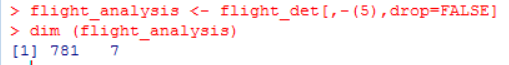 > flight_analysis <- flight_det[,-(5),drop=FALSE]
> dim (flight_analysis)
[1] 781   7